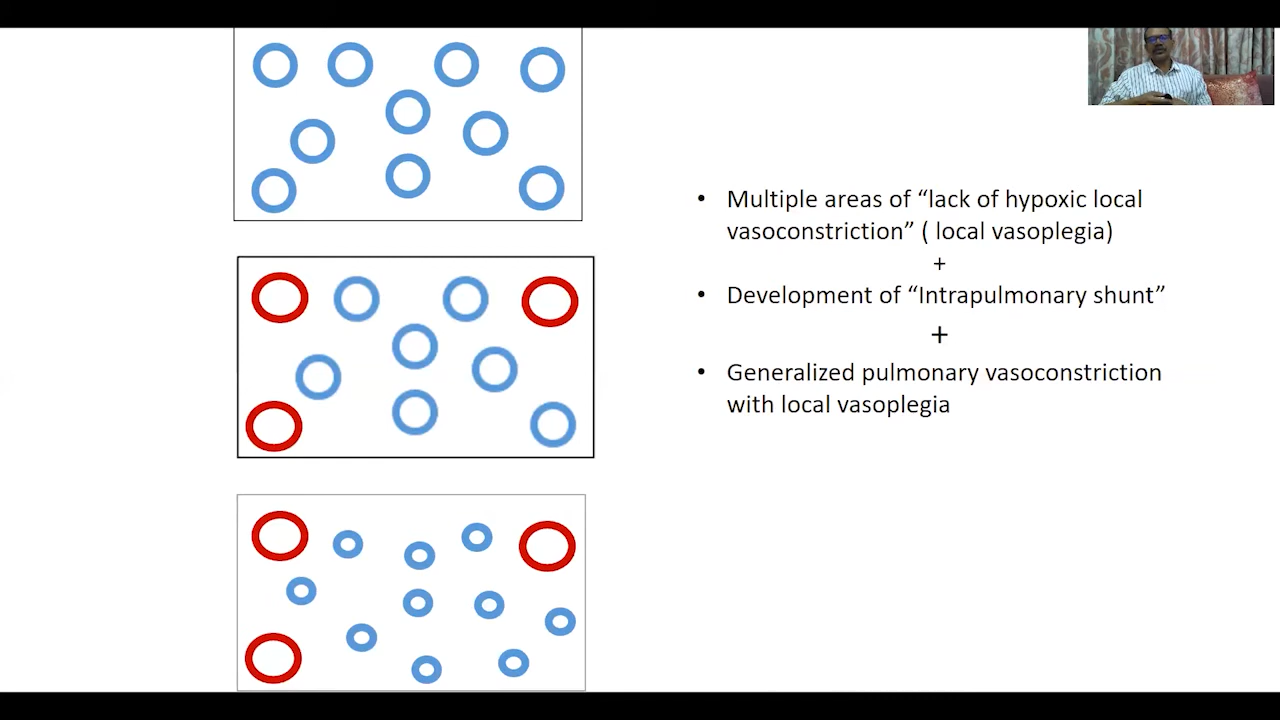 • Multiple areas of “lack of hypoxic local
vasoconstriction” ( local vasoplegia)
+
• Development of “Intrapulmonary shunt”
+
• Generalized pulmonary vasoconstriction
with local vasoplegia